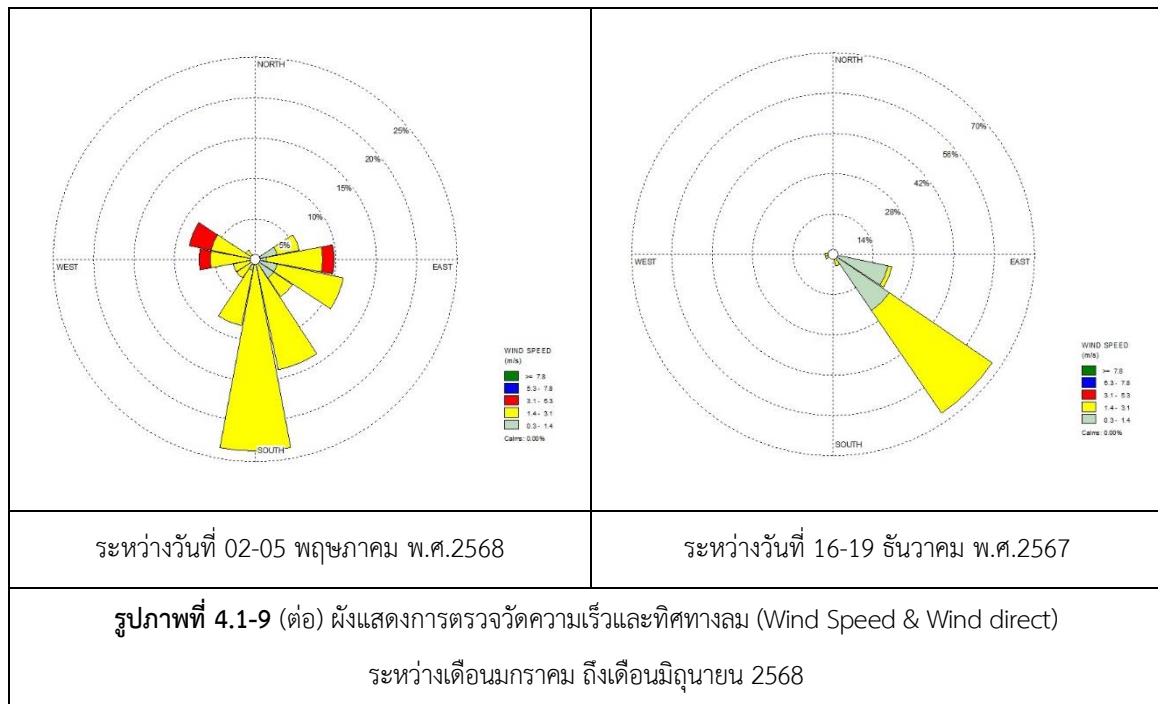 NORTH
25%
20%
15%
10%
5%
WEST
EAST
SOUTH
WIND SPEED
(m/s)
>= 7.8
5.3 - 7.8
3.1 - 5.3
1.4 - 3.1
0.3 - 1.4
Calms: 0.00%
NORTH
70%
56%
42%
28%
14%
WEST
EAST
SOUTH
WIND SPEED
(m/s)
>= 7.8
5.3 - 7.8
3.1 - 5.3
1.4 - 3.1
0.3 - 1.4
Calms: 0.00%
ระหว่างวันที่ 02-05 พฤษภาคม พ.ศ.2568
ระหว่างวันที่ 16-19 ธันวาคม พ.ศ.2567
รูปภาพที่ 4.1-9 (ต่อ) ผังแสดงการตรวจวัดความเร็วและทิศทางลม (Wind Speed & Wind direct)
ระหว่างเดือนมกราคม ถึงเดือนมิถุนายน 2568